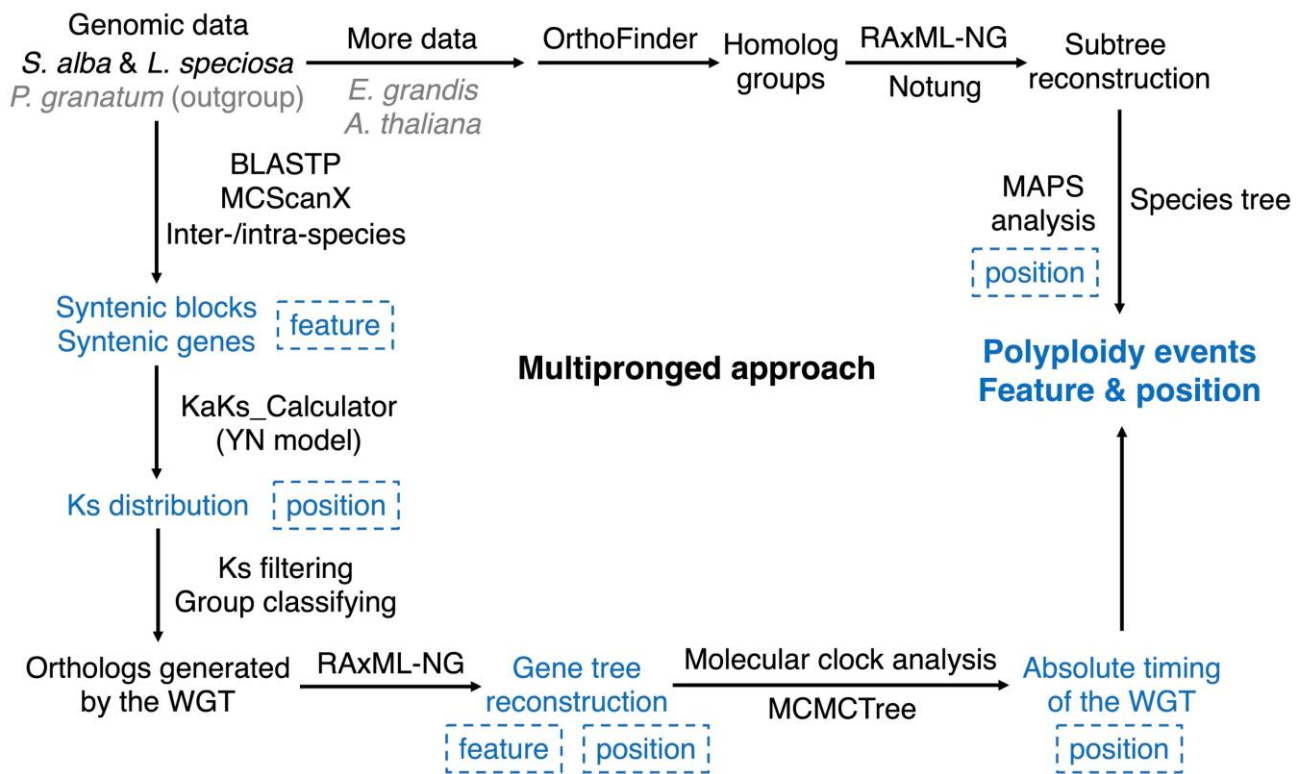 Genomic data
S. alba & L. speciosa
P. granatum (outgroup)
More data
E. grandis
A. thaliana
OrthoFinder
Homolog
groups
RAxML-NG
Notung
Subtree
reconstruction
BLASTP
MCScanX
Inter-/intra-species
MAPS
analysis
position
Species tree
Syntenic blocks
Syntenic genes
feature
Multipronged approach
Polyploidy events
Feature & position
KaKs_Calculator
(YN model)
Ks distribution
position
Ks filtering
Group classifying
Orthologs generated
by the WGT
RAxML-NG
Gene tree
reconstruction
feature
position
Molecular clock analysis
MCMCTree
Absolute timing
of the WGT
position